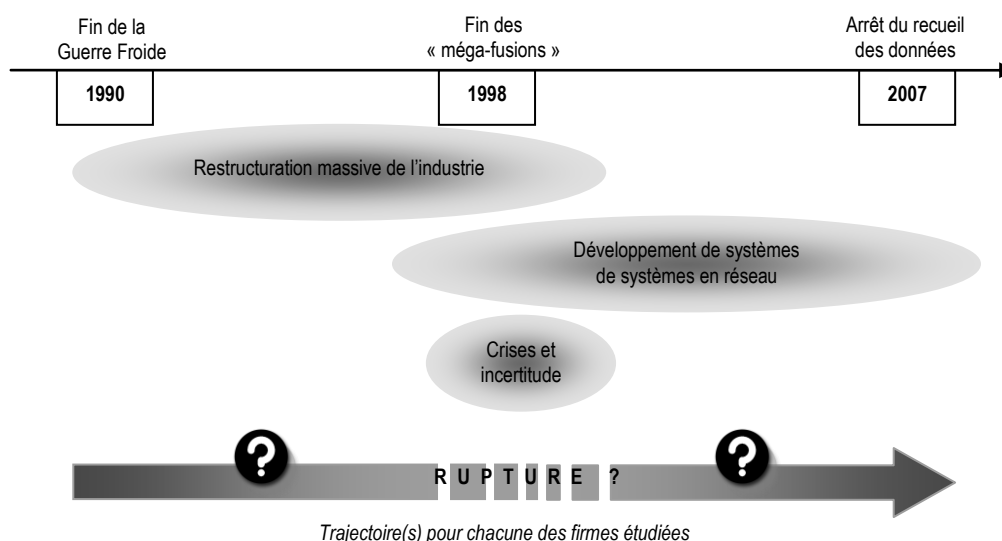 Fin de la
Guerre Froide
Fin des
« méga-fusions »
Arrêt du recueil
des données
1990
1998
2007
Restructuration massive de l'industrie
Développement de systèmes
de systèmes en réseau
Crises et
incertitude
?
?
RUPTURE ?
Trajectoire(s) pour chacune des firmes étudiées